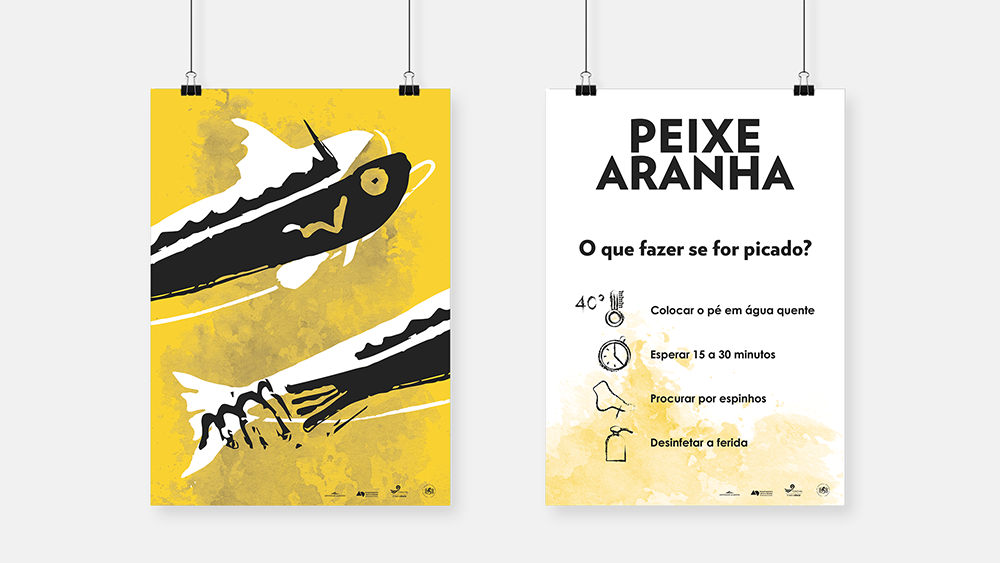 PEIXE
ARANHA
O que fazer se for picado?
40°
Colocar o pé em água quente
Esperar 15 a 30 minutos
Procurar por espinhos
Desinfetar a ferida